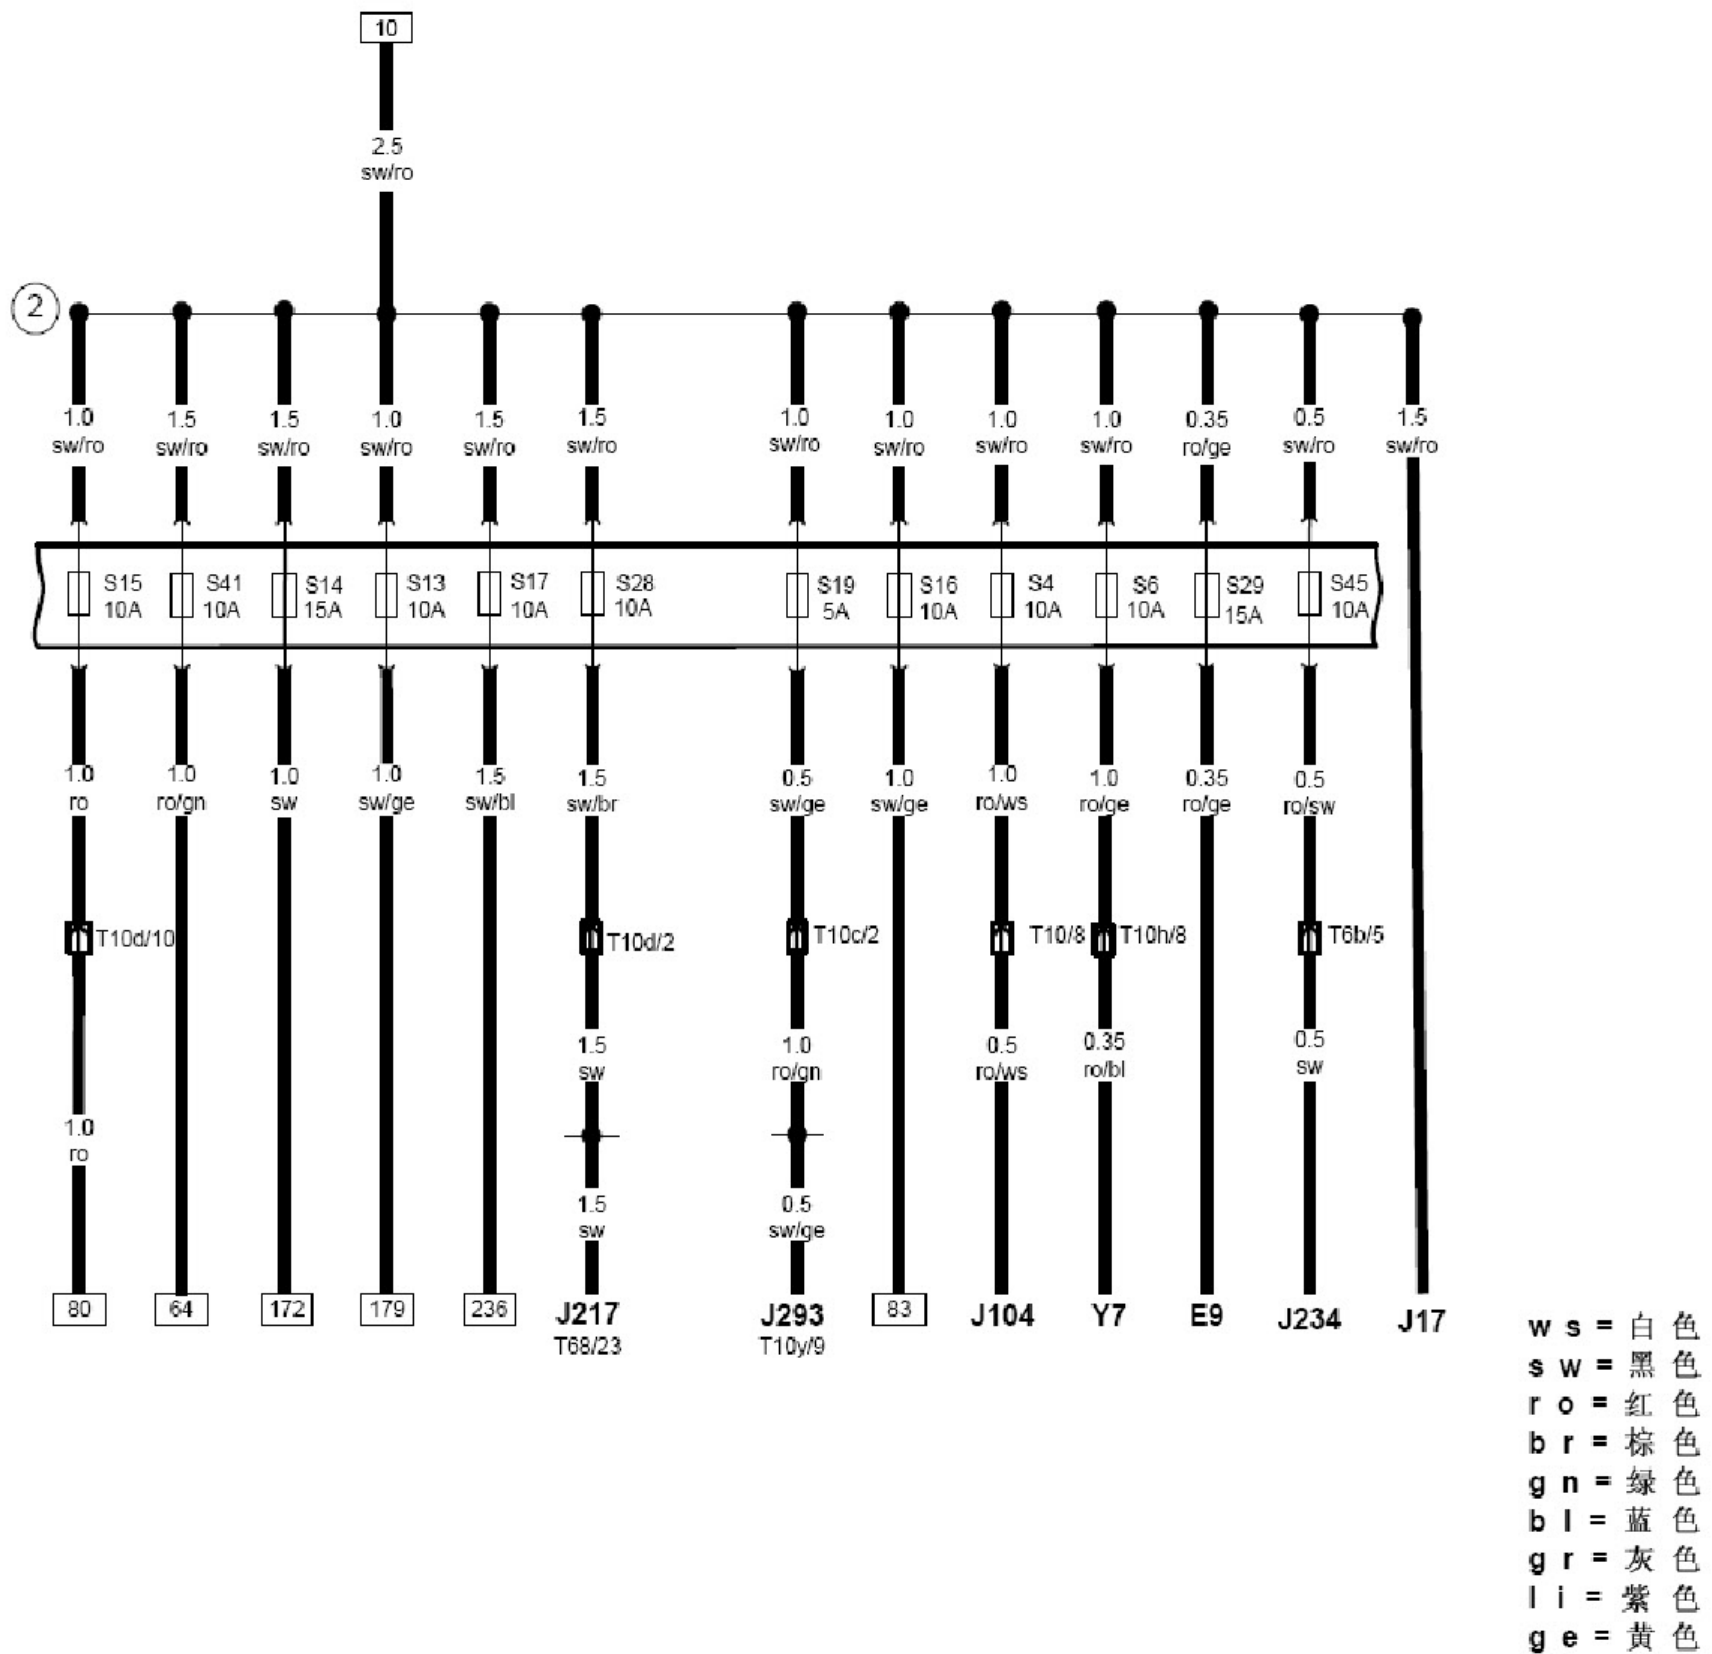 10
2.5
sw/ro
2
1.0 1.5 1.5 1.0 1.5 1.5 1.0 1.0 1.0 1.0 0.35 0.5 1.5
sw/ro sw/ro sw/ro sw/ro sw/ro sw/ro sw/ro sw/ro sw/ro sw/ro ro/ge sw/ro sw/ro
S15 S41 S14 S13 S17 S28 S19 S16 S4 S6 S29 S45
10A 10A 15A 10A 10A 10A 5A 10A 10A 10A 15A 10A
1.0 1.0 1.0 1.0 1.5 1.5 0.5 1.0 1.0 1.0 0.35 0.5
ro ro/gn sw sw/ge sw/bl sw/br sw/ge sw/ge ro/ws ro/ge ro/ge ro/sw
T10d/10 T10d/2 T10c/2 T10/8 T10h/8 T6b/5
1.5 1.0 0.5 0.35 0.5
sw ro/gn ro/ws ro/bl sw
1.0
ro
1.5 0.5
sw sw/ge
80 64 172 179 236 J217 J293 83 J104 Y7 E9 J234 J17
T68/23 T10y/9
ws = 白色
sw = 黑色
ro = 红色
br = 棕色
gn = 绿色
bl = 蓝色
gr = 灰色
li = 紫色
ge = 黄色